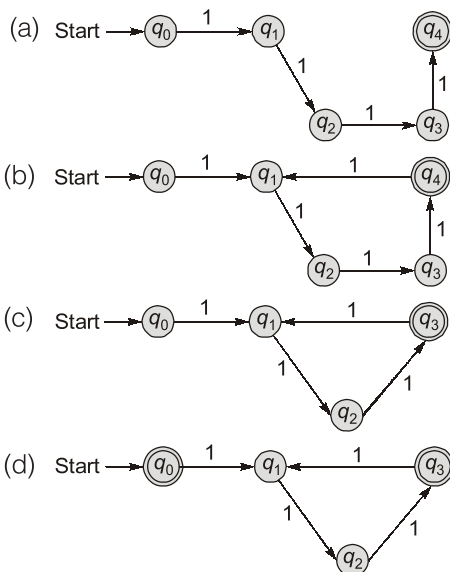 (a) Start q0 1 q1 q4
1 1
q2 1 q3
(b) Start q0 1 q1 1 q4
1 1
q2 1 q3
(c) Start q0 1 q1 1 q3
1 1
q2
(d) Start q0 1 q1 1 q3
1 1
q2